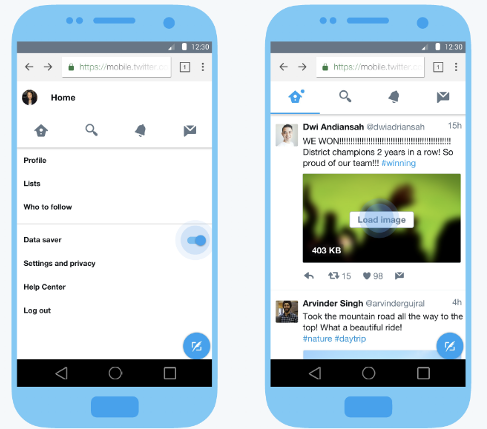 12:30
https://mobile.twitter.c
1
Home
Profile
Lists
Who to follow
Data saver
Settings and privacy
Help Center
Log out
12:30
https://mobile.twitter.c
1
Dwi Andiansah @dwiadriansah 15h
WE WON!!!!!!!!!!!!!!!!!!!!!!!!!!!!!!!!!!!!!!!!!!!!!!!!!!
District champions 2 years in a row! So
proud of our team!!! #winning
Load image
403 KB
15 98
Arvinder Singh @arvindergujral 4h
Took the mountain road all the way to the
top! What a beautiful ride!
#nature #daytrip